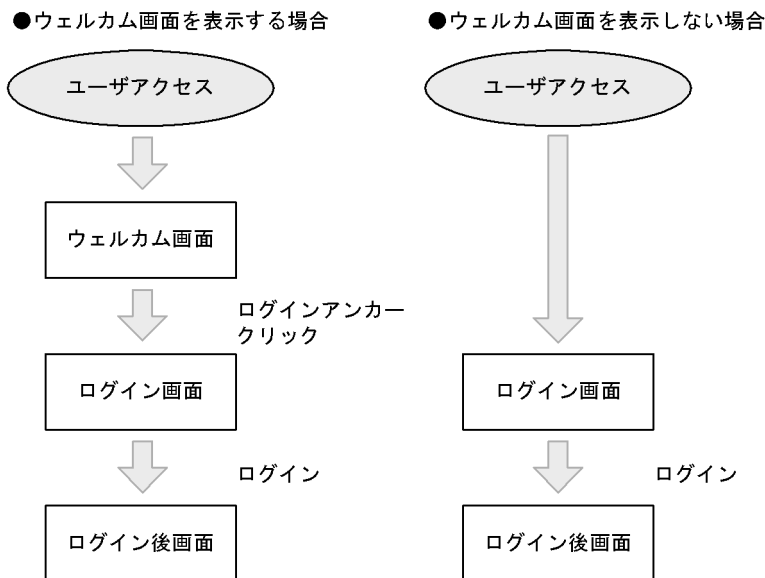 ●ウェルカム画面を表示する場合
ユーザアクセス
ウェルカム画面
ログインアンカー
クリック
ログイン画面
ログイン
ログイン後画面
●ウェルカム画面を表示しない場合
ユーザアクセス
ログイン画面
ログイン
ログイン後画面